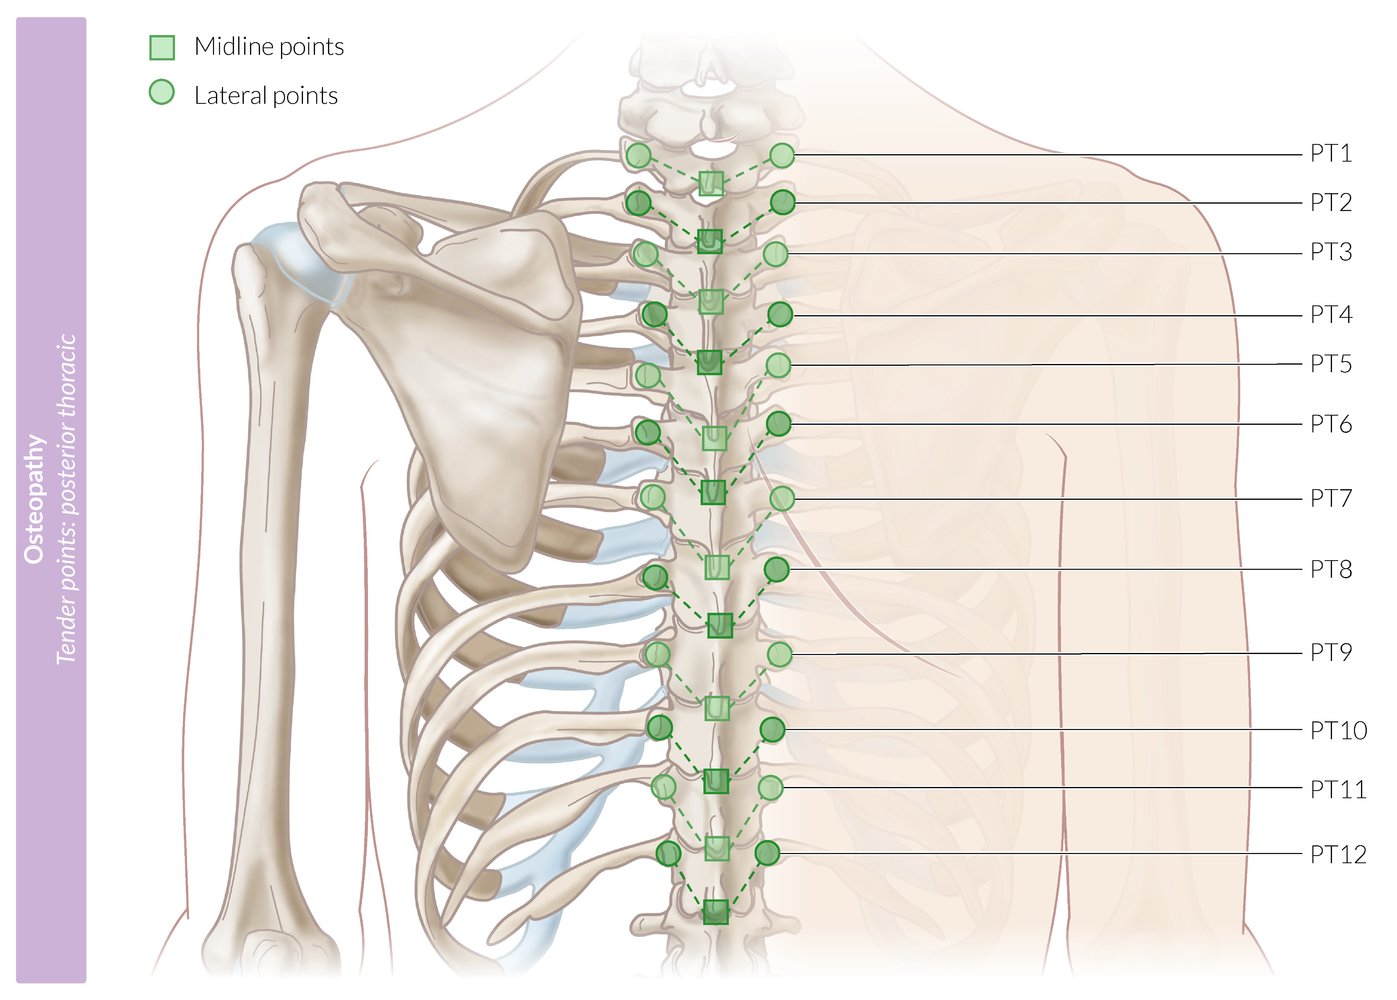 Osteopathy
Tender points: posterior thoracic
Midline points
Lateral points
PT1
PT2
PT3
PT4
PT5
PT6
PT7
PT8
PT9
PT10
PT11
PT12